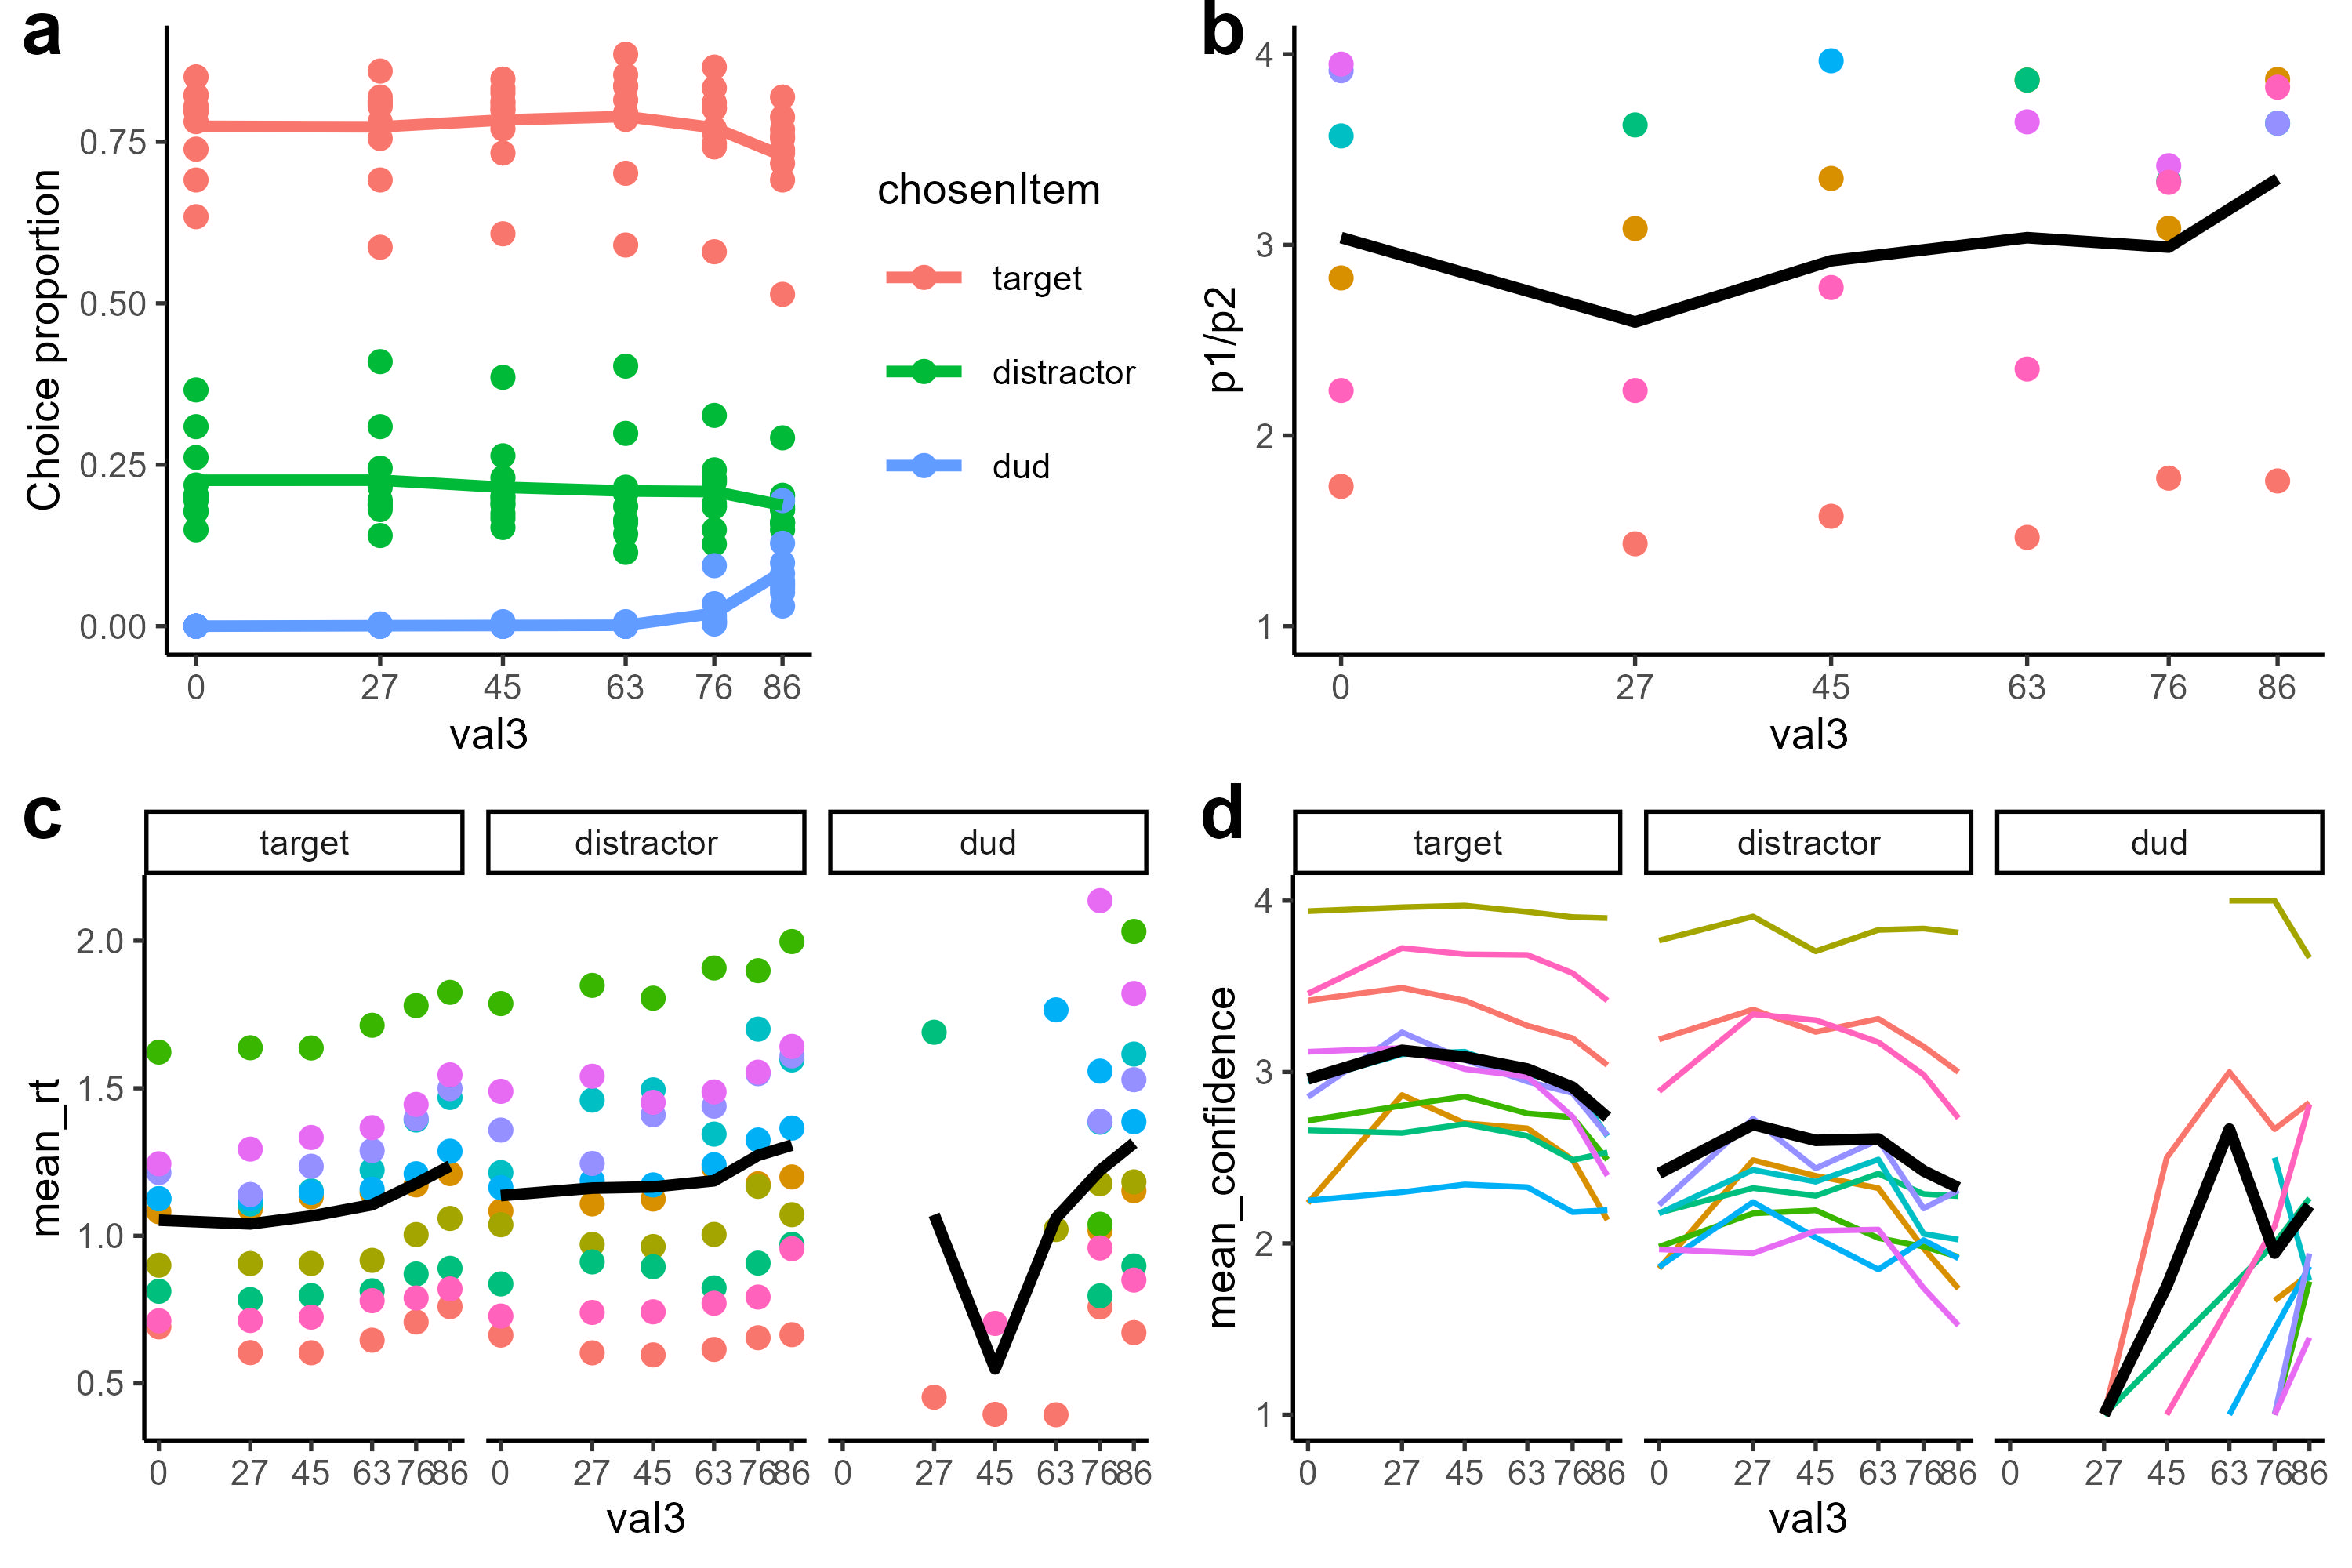 a
Choice proportion
0.75
0.50
0.25
0.00
0 27 45 63 76 86
val3
chosenItem
target
distractor
dud
b
p1/p2
4
3
2
1
0 27 45 63 76 86
val3
c
target distractor dud
mean_rt
2.0
1.5
1.0
0.5
0 27 45 63 76 86 0 27 45 63 76 86 0 27 45 63 76 86
val3
d
target distractor dud
mean_confidence
4
3
2
1
0 27 45 63 76 86 0 27 45 63 76 86 0 27 45 63 76 86
val3